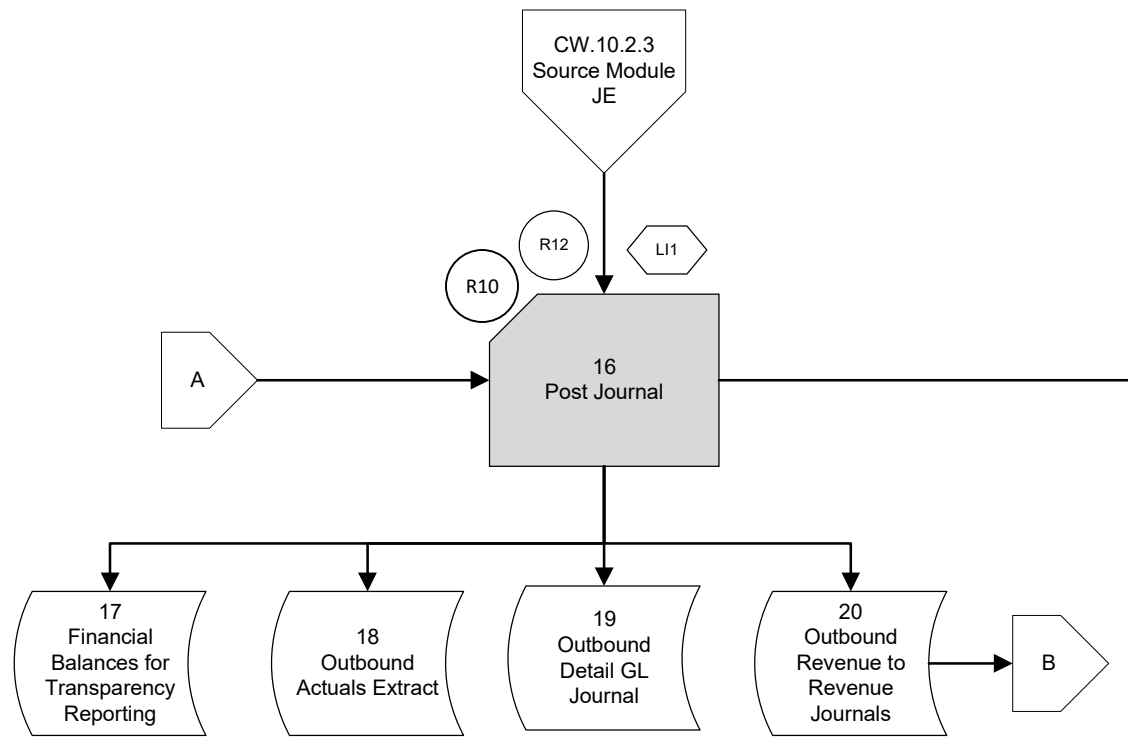 CW.10.2.3
Source Module
JE
R12
LI1
R10
A
16
Post Journal
17
Financial
Balances for
Transparency
Reporting
18
Outbound
Actuals Extract
19
Outbound
Detail GL
Journal
20
Outbound
Revenue to
Revenue
Journals
B